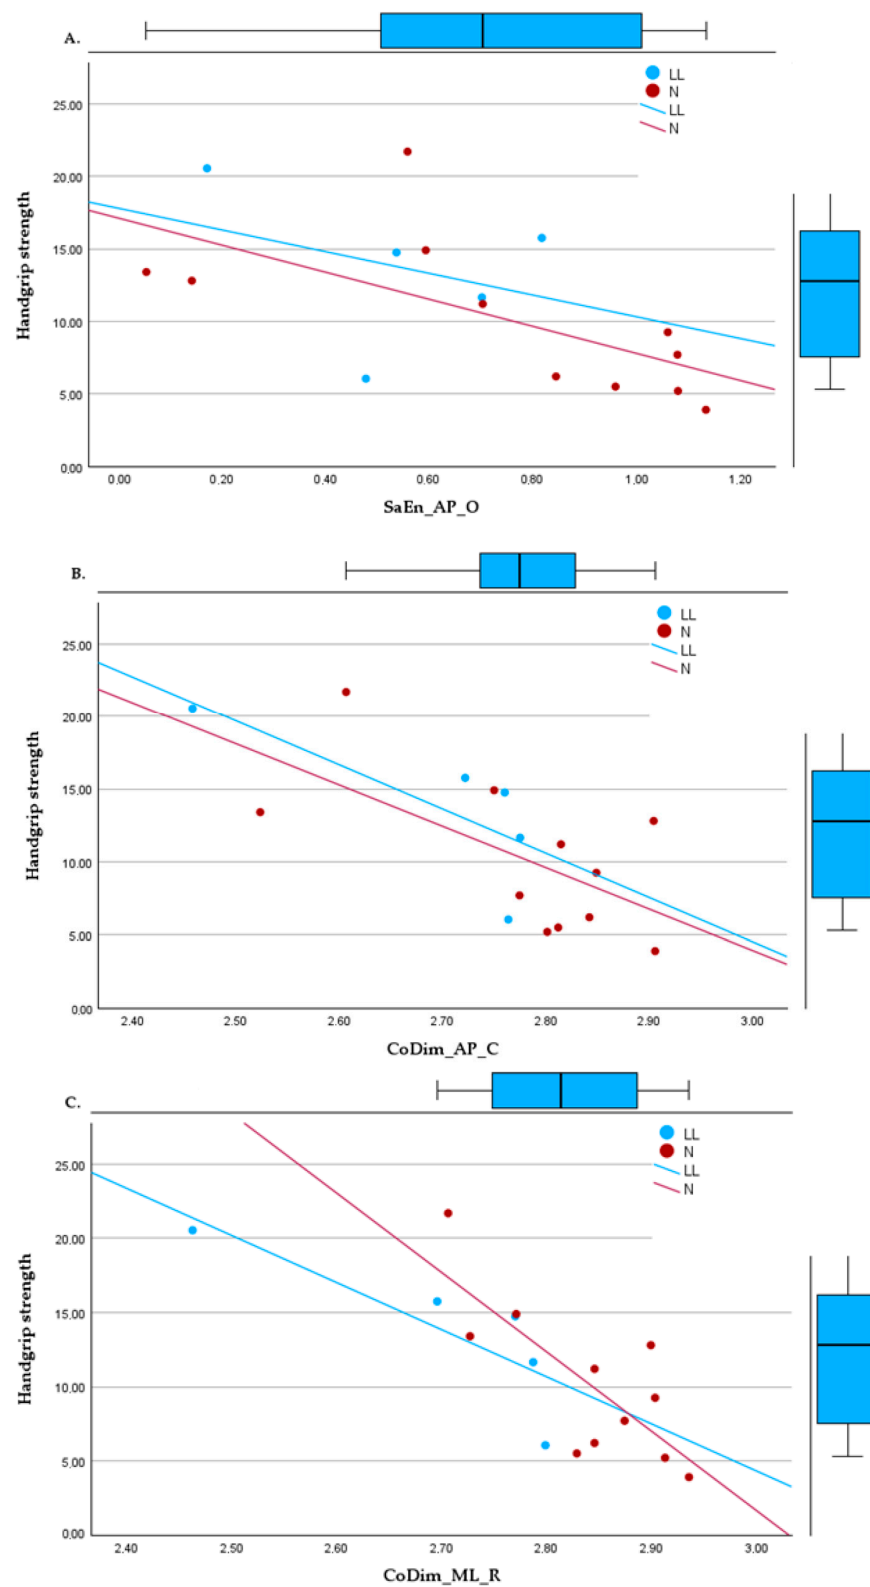 A.
LL
N
LL
N
25.00
20.00
15.00
10.00
5.00
0.00
Handgrip strength
0.00 0.20 0.40 0.60 0.80 1.00 1.20
SaEn_AP_O
B.
LL
N
LL
N
25.00
20.00
15.00
10.00
5.00
0.00
Handgrip strength
2.40 2.50 2.60 2.70 2.80 2.90 3.00
CoDim_AP_C
C.
LL
N
LL
N
25.00
20.00
15.00
10.00
5.00
0.00
Handgrip strength
2.40 2.50 2.60 2.70 2.80 2.90 3.00
CoDim_ML_R